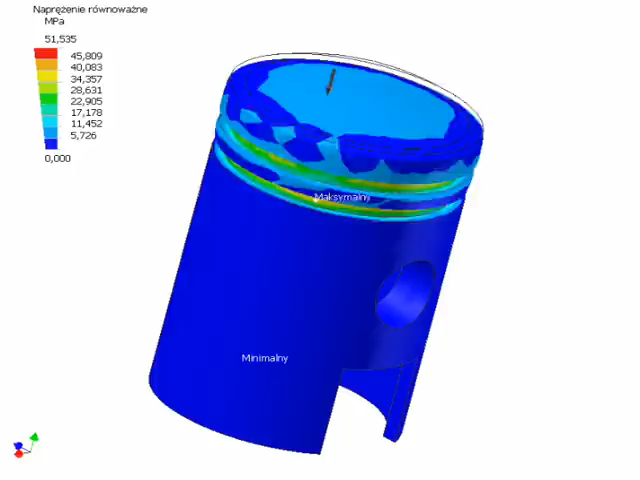 Naprężenie równoważne
MPa
51,535
45,809
40,083
34,357
28,631
22,905
17,178
11,452
5,726
0,000
Maksymalny
Minimalny